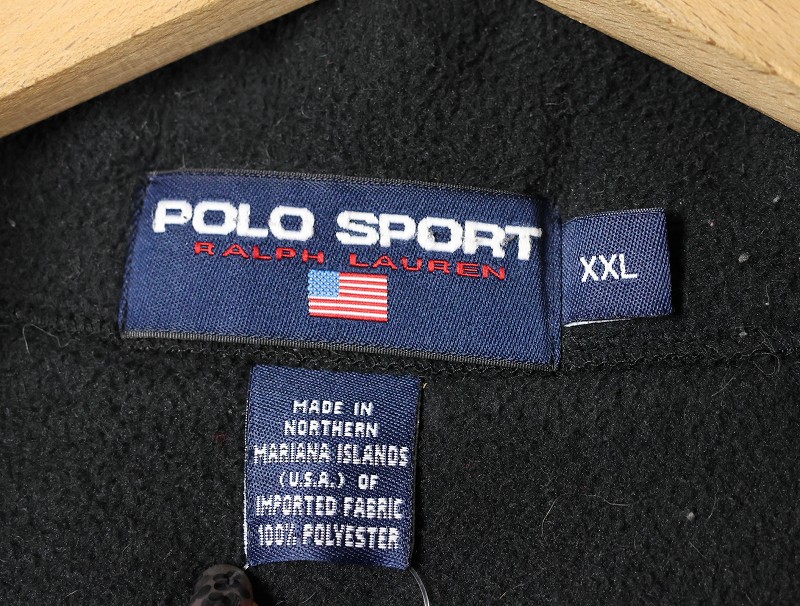 POLO SPORT
RALPH LAUREN
XXL
MADE IN
NORTHERN
MARIANA ISLANDS
(U.S.A.) OF
IMPORTED FABRIC
100% POLYESTER